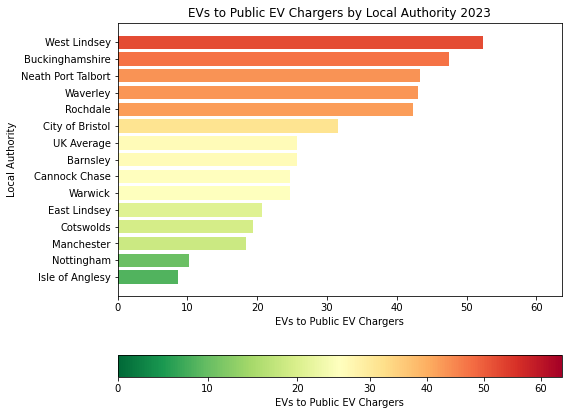 EVs to Public EV Chargers by Local Authority 2023
Local Authority
West Lindsey
Buckinghamshire
Neath Port Talbort
Waverley
Rochdale
City of Bristol
UK Average
Barnsley
Cannock Chase
Warwick
East Lindsey
Cotswolds
Manchester
Nottingham
Isle of Anglesy
0 10 20 30 40 50 60
EVs to Public EV Chargers
0 10 20 30 40 50 60
EVs to Public EV Chargers